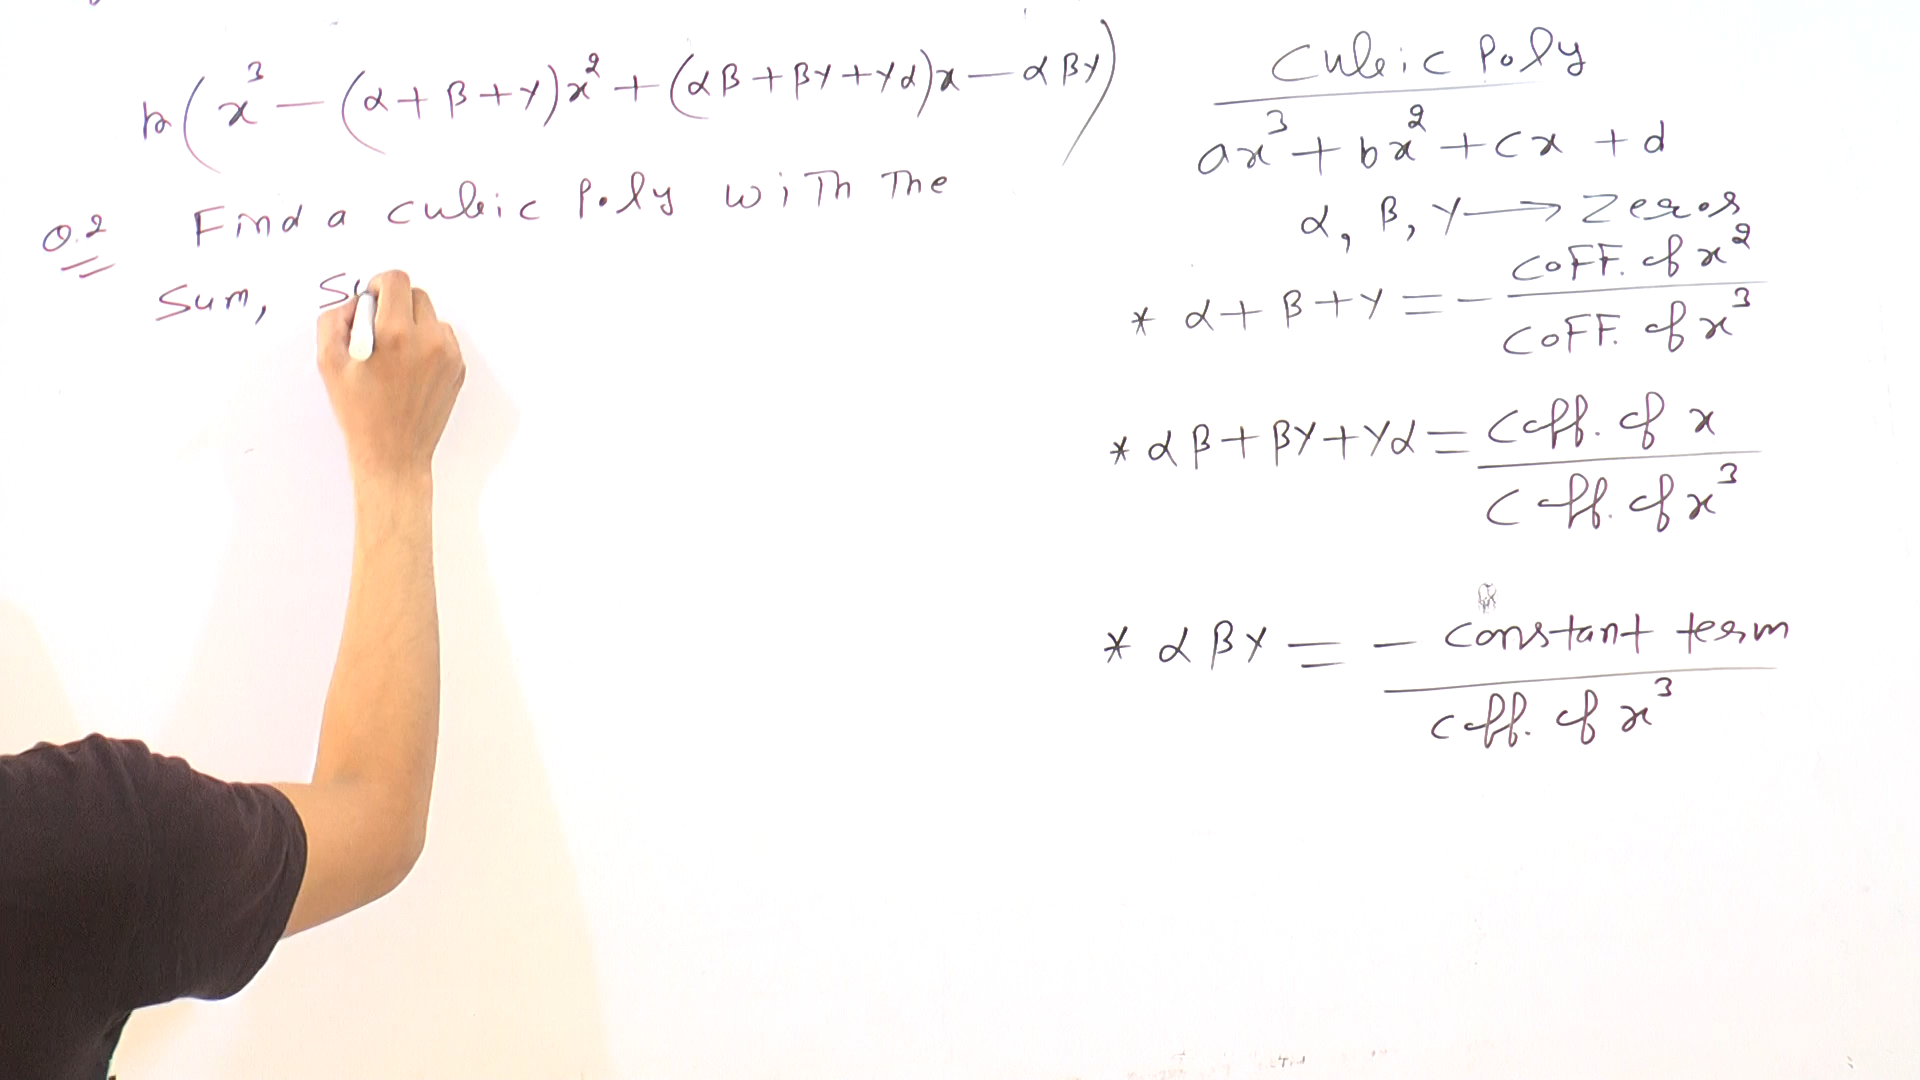 k(x³ - (α + β + γ)x² + (αβ + βγ + γα)x - αβγ)
Q.2 Find a cubic Poly with The
Sum, Su
Cubic Poly
ax³ + bx² + cx + d
α, β, γ → Zeros
* α + β + γ = - COFF. of x²
COFF. of x³
* αβ + βγ + γα = Coff. of x
Coff. of x³
* αβγ = - Constant term
Coff. of x³